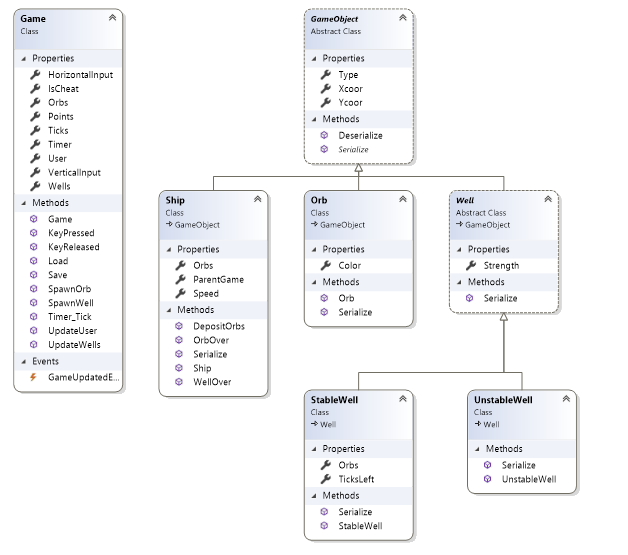 Game
Class
Properties
HorizontalInput
IsCheat
Orbs
Points
Ticks
Timer
User
VerticalInput
Wells
Methods
Game
KeyPressed
KeyReleased
Load
Save
SpawnOrb
SpawnWell
Timer_Tick
UpdateUser
UpdateWells
Events
GameUpdatedE...
GameObject
Abstract Class
Properties
Type
Xcoor
Ycoor
Methods
Deserialize
Serialize
Ship
Class
GameObject
Properties
Orbs
ParentGame
Speed
Methods
DepositOrbs
OrbOver
Serialize
Ship
WellOver
Orb
Class
GameObject
Properties
Color
Methods
Orb
Serialize
Well
Abstract Class
GameObject
Properties
Strength
Methods
Serialize
StableWell
Class
Well
Properties
Orbs
TicksLeft
Methods
Serialize
StableWell
UnstableWell
Class
Well
Methods
Serialize
UnstableWell